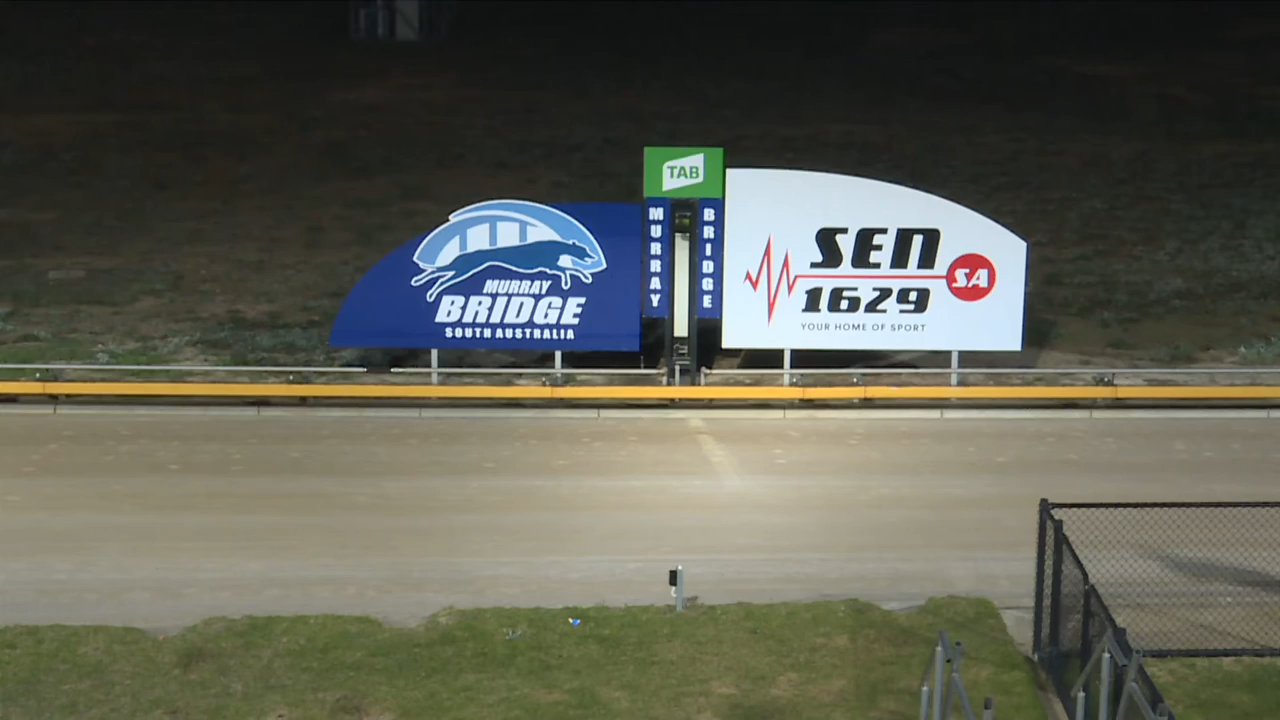 TAB
MURRAY
BRIDGE
MURRAY
BRIDGE
SOUTH AUSTRALIA
SEN
SA
1629
YOUR HOME OF SPORT